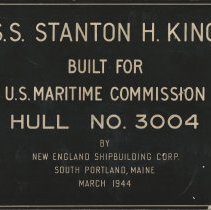 S.S. STANTON H. KING
BUILT FOR
U.S. MARITIME COMMISSION
HULL NO. 3004
BY
NEW ENGLAND SHIPBUILDING CORP.
SOUTH PORTLAND, MAINE
MARCH 1944